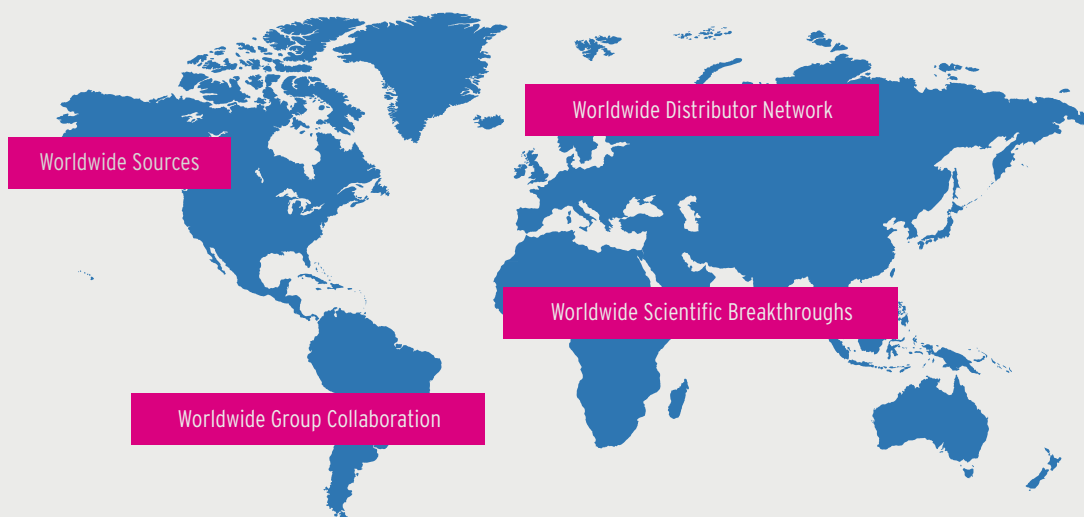 Worldwide Distributor Network
Worldwide Sources
Worldwide Scientific Breakthroughs
Worldwide Group Collaboration